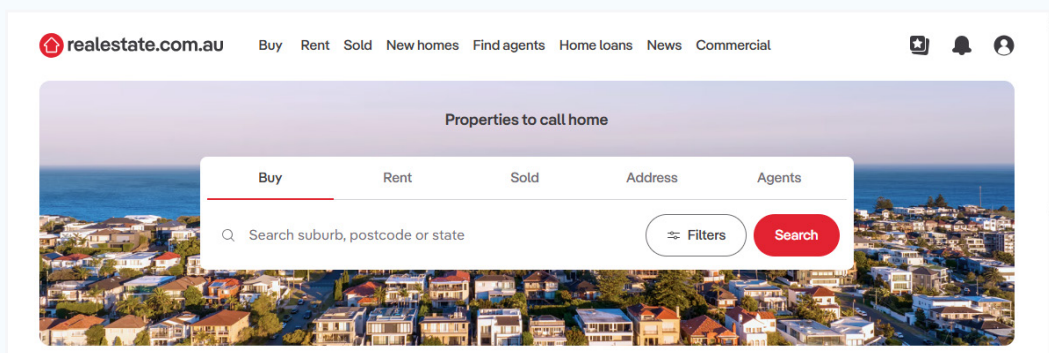 realestate.com.au Buy Rent Sold New homes Find agents Home loans News Commercial
Properties to call home
Buy Rent Sold Address Agents
Search suburb, postcode or state Filters Search